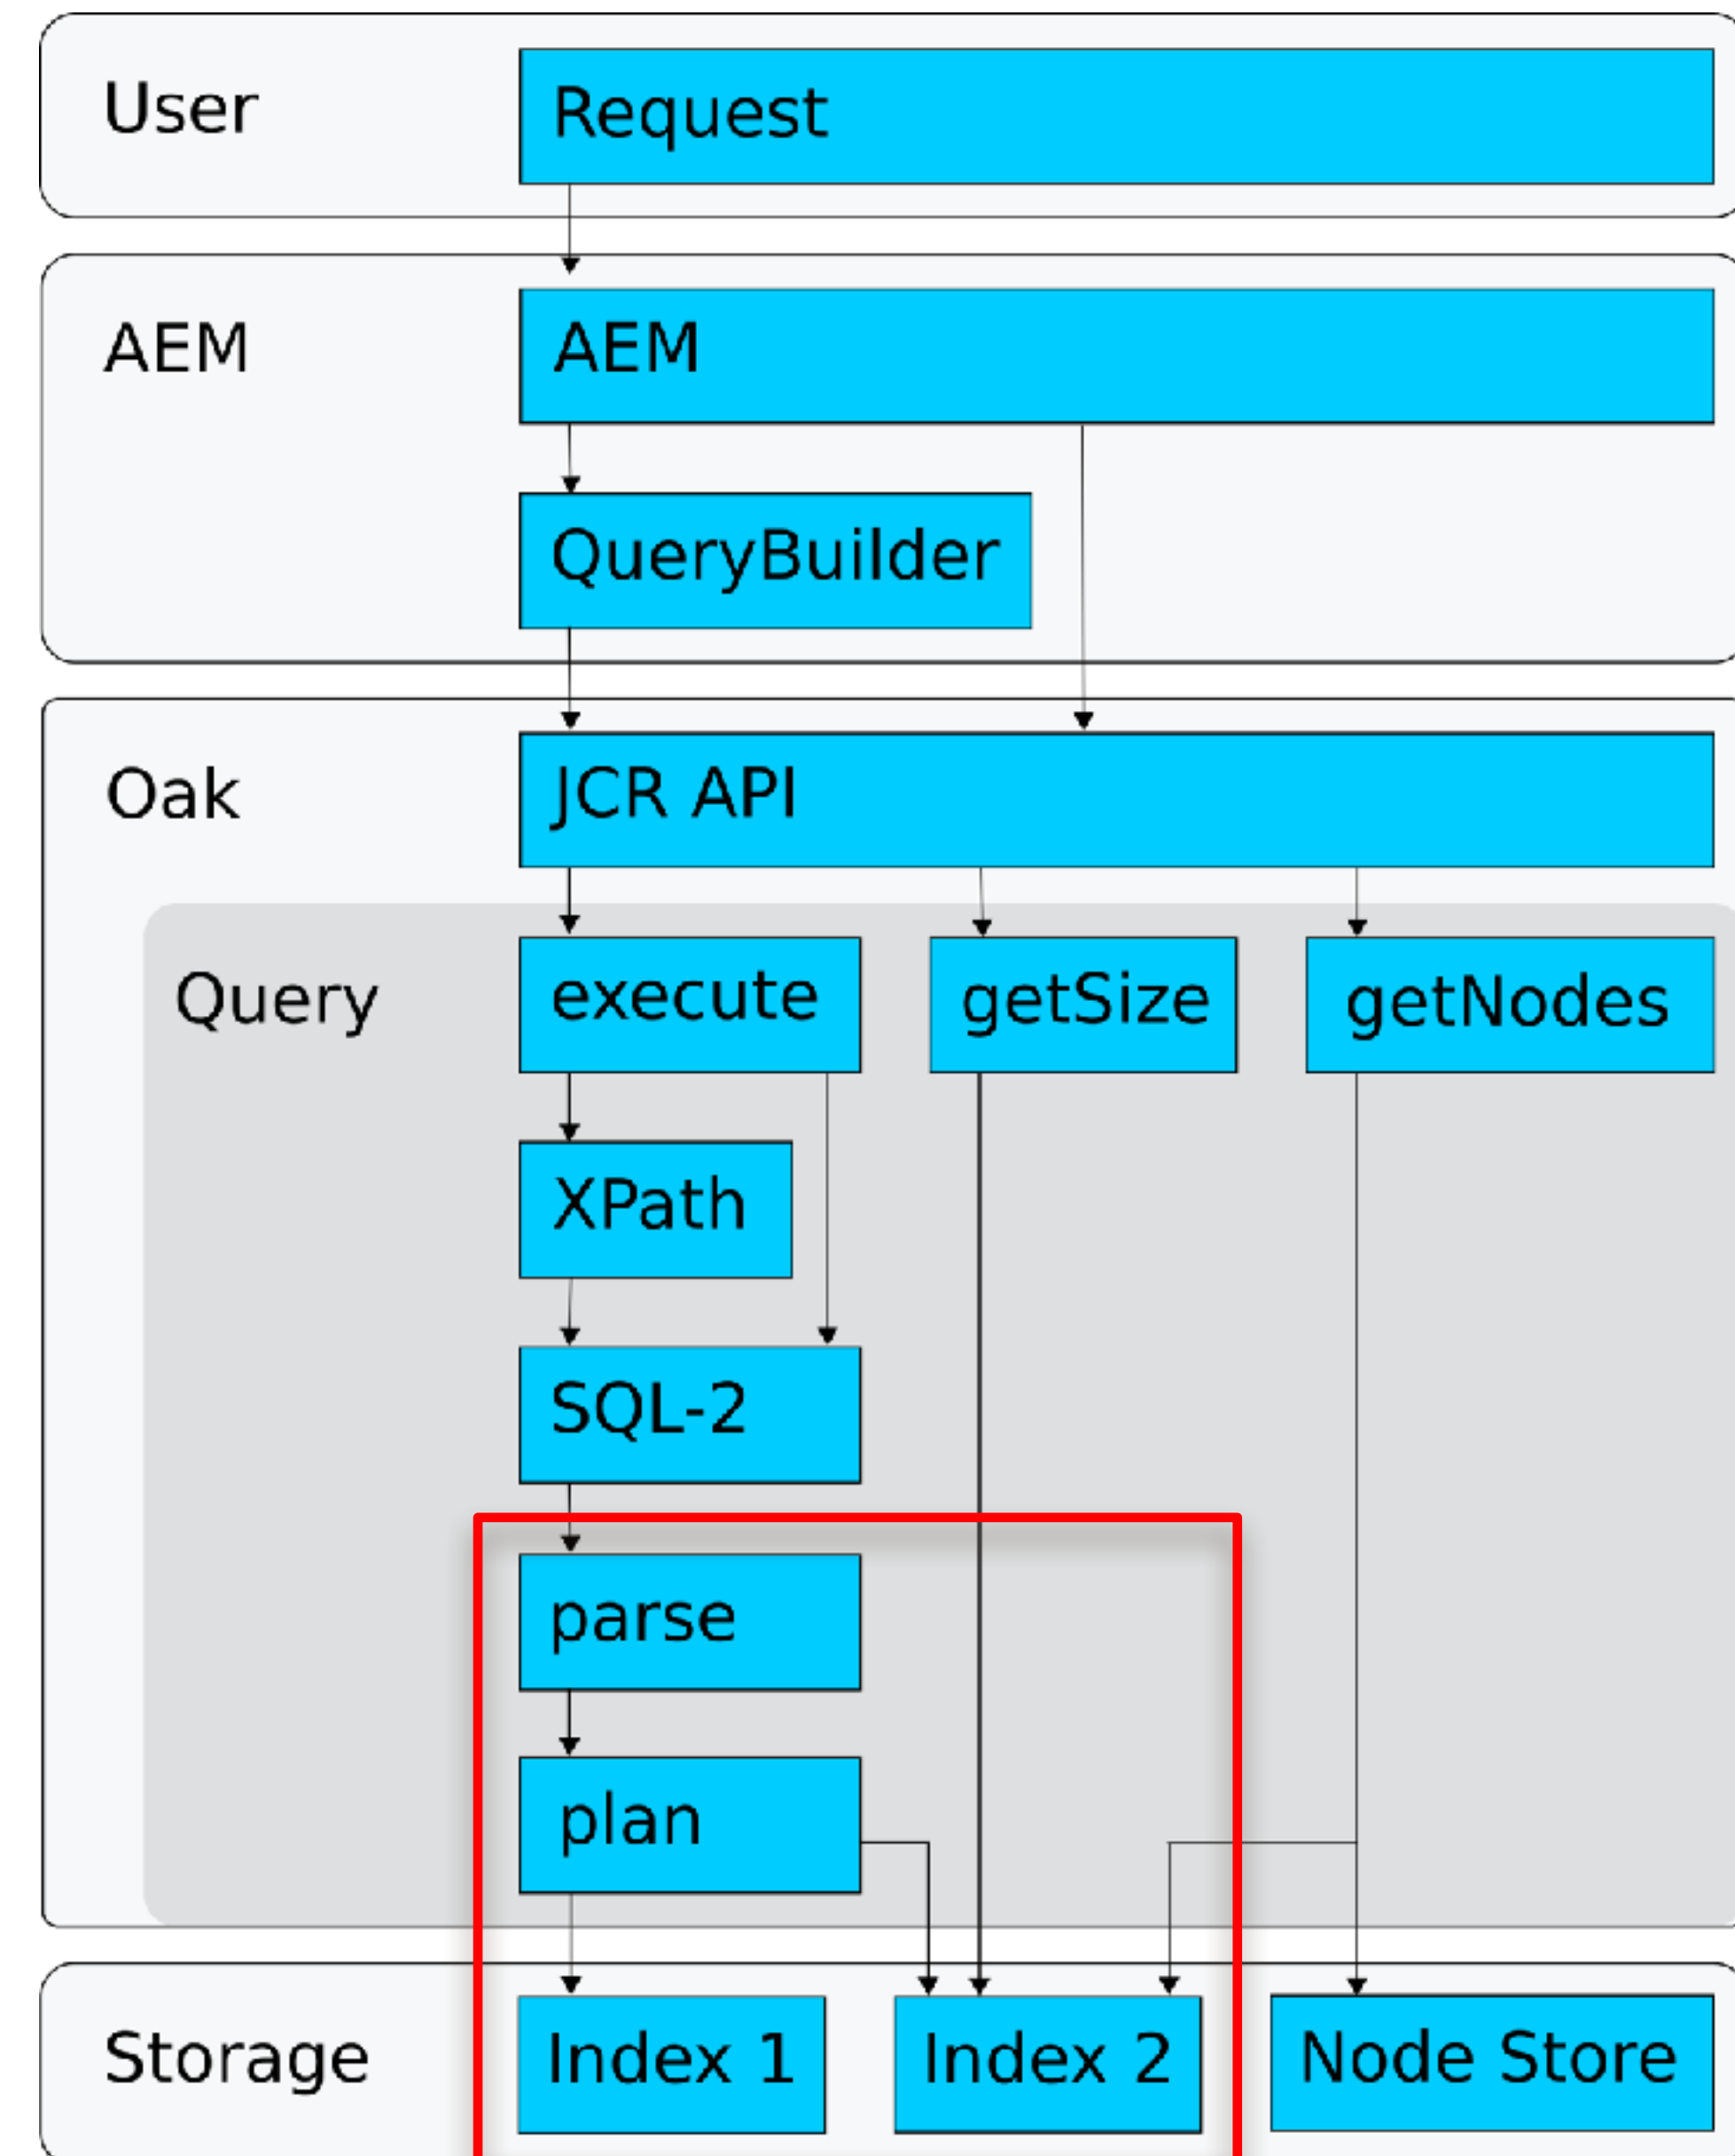 User
Request
AEM
AEM
QueryBuilder
Oak
JCR API
Query
execute
getSize
getNodes
XPath
SQL-2
parse
plan
Storage
Index 1
Index 2
Node Store